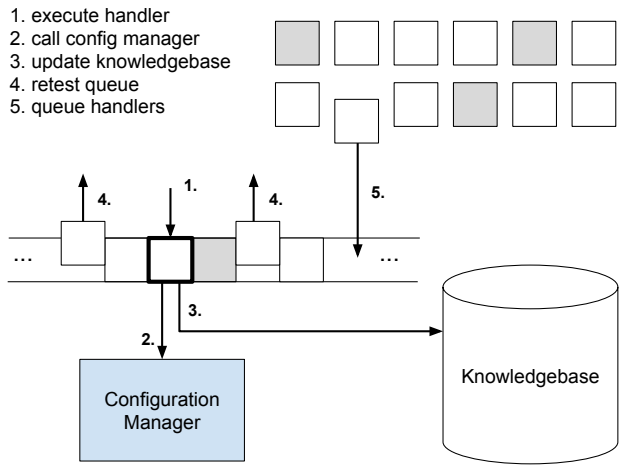 1. execute handler
2. call config manager
3. update knowledgebase
4. retest queue
5. queue handlers
4.
1.
4.
5.
...
...
3.
2.
Configuration
Manager
Knowledgebase